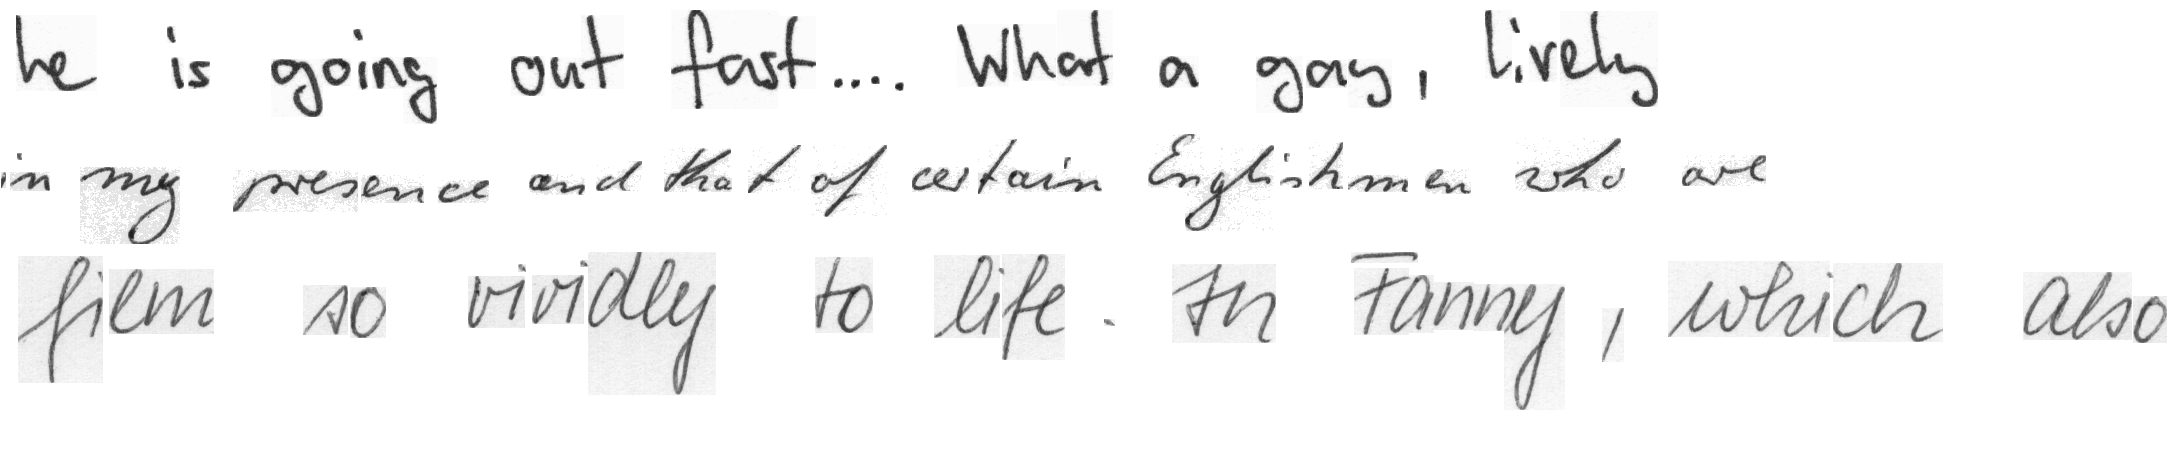 he is going out fast.... What a gay, lively
in my presence and that of certain Englishmen who are
film so vividly to life. In Fanny, which also